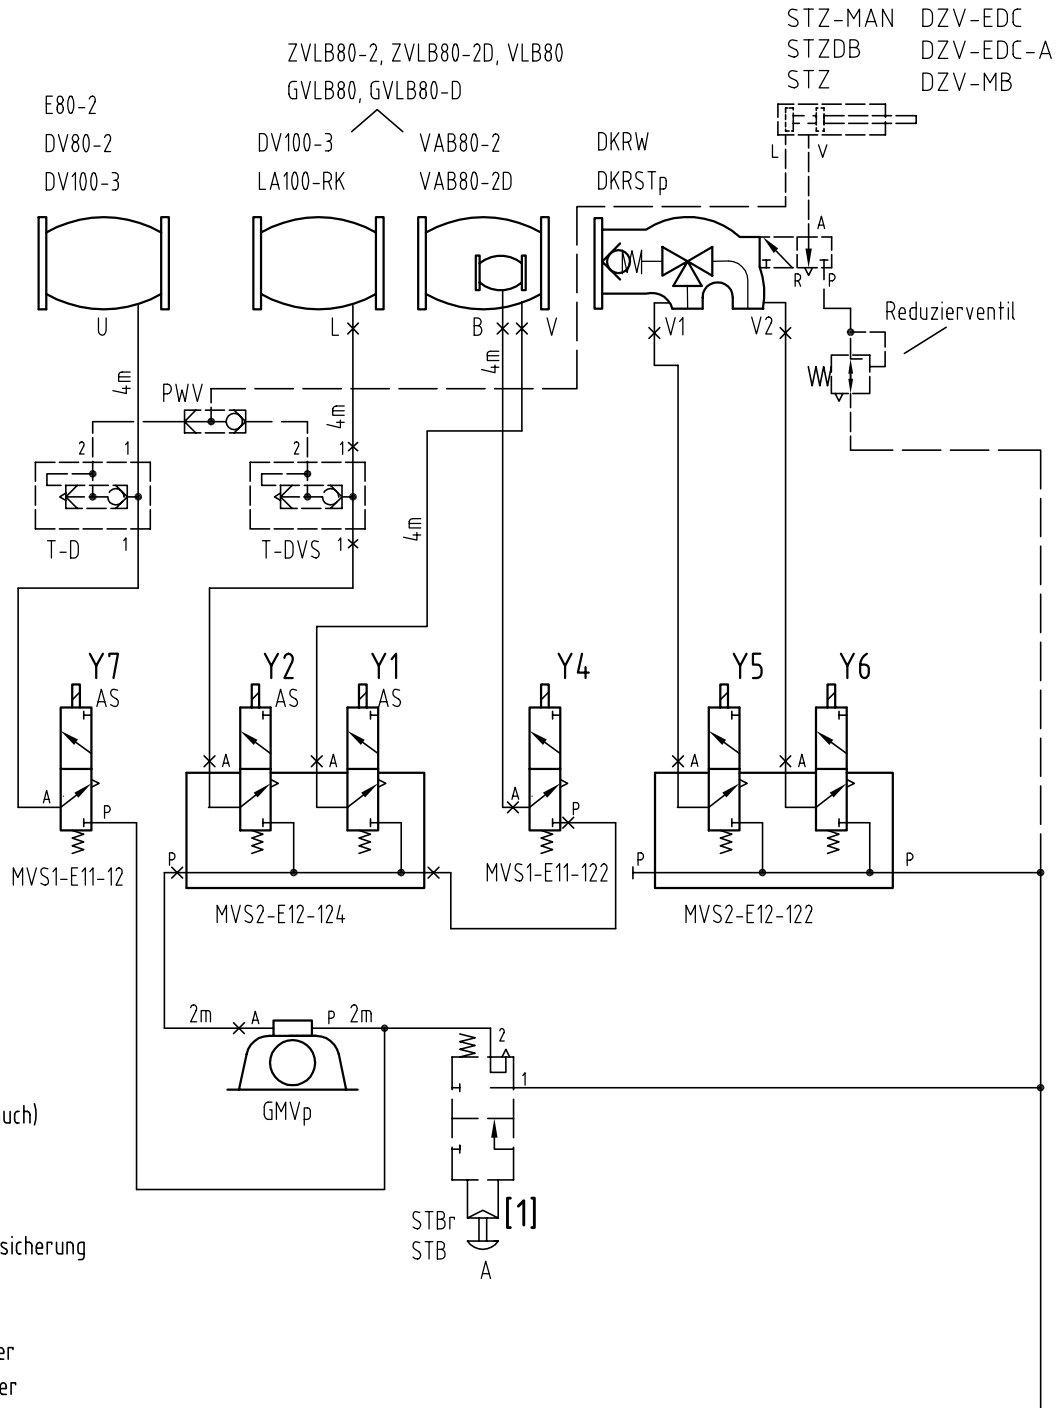 STZ-MAN DZV-EDC
STZDB DZV-EDC-A
STZ DZV-MB
ZVLB80-2, ZVLB80-2D, VLB80
GVLB80, GVLB80-D
E80-2
DV80-2
DV100-3
DV100-3
LA100-RK
VAB80-2
VAB80-2D
DKRW
DKRSTp
L V
A
R P
Reduzierventil
U
L
B V
V1 V2
4m
4m
4m
PWV
2 1
2 1
4m
T-D 1
T-DVS 1
Y7
AS
Y2
AS
Y1
AS
Y4
Y5
Y6
A A A A
A P
A P
P P P
MVS1-E11-12
MVS2-E12-124
MVS1-E11-122
MVS2-E12-122
2m A P 2m
2
1
GMVp
uch)
STBr [1]
STB
A
sicherung
er
er